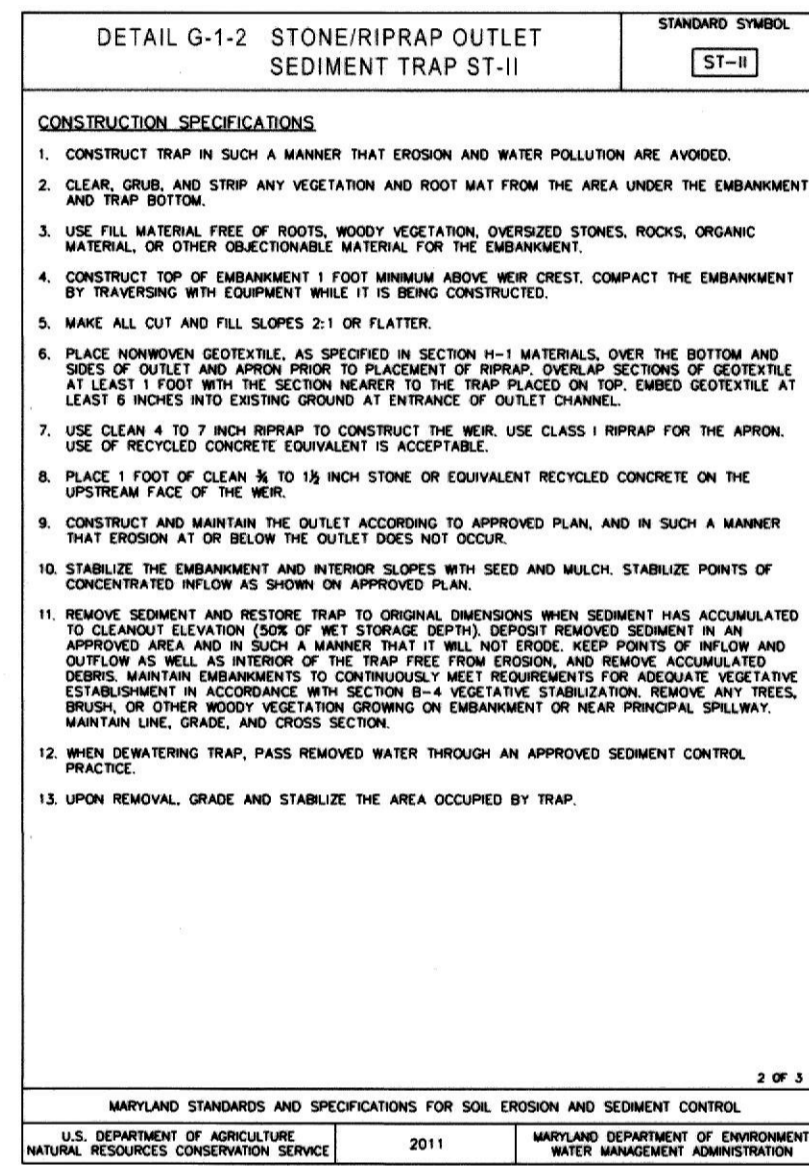 DETAIL G-1-2 STONE/RIPRAP OUTLET
SEDIMENT TRAP ST-II
STANDARD SYMBOL
ST-II
CONSTRUCTION SPECIFICATIONS
1. CONSTRUCT TRAP IN SUCH A MANNER THAT EROSION AND WATER POLLUTION ARE AVOIDED.
2. CLEAR, GRUB, AND STRIP ANY VEGETATION AND ROOT MAT FROM THE AREA UNDER THE EMBANKMENT
AND TRAP BOTTOM.
3. USE FILL MATERIAL FREE OF ROOTS, WOODY VEGETATION, OVERSIZED STONES, ROCKS, ORGANIC
MATERIAL, OR OTHER OBJECTIONABLE MATERIAL FOR THE EMBANKMENT.
4. CONSTRUCT TOP OF EMBANKMENT 1 FOOT MINIMUM ABOVE WEIR CREST. COMPACT THE EMBANKMENT
BY TRAVERSING WITH EQUIPMENT WHILE IT IS BEING CONSTRUCTED.
5. MAKE ALL CUT AND FILL SLOPES 2:1 OR FLATTER.
6. PLACE NONWOVEN GEOTEXTILE, AS SPECIFIED IN SECTION H-1 MATERIALS, OVER THE BOTTOM AND
SIDES OF OUTLET AND APRON PRIOR TO PLACEMENT OF RIPRAP. OVERLAP SECTIONS OF GEOTEXTILE
AT LEAST 1 FOOT WITH THE SECTION NEARER TO THE TRAP PLACED ON TOP. EMBED GEOTEXTILE AT
LEAST 6 INCHES INTO EXISTING GROUND AT ENTRANCE OF OUTLET CHANNEL.
7. USE CLEAN 4 TO 7 INCH RIPRAP TO CONSTRUCT THE WEIR. USE CLASS I RIPRAP FOR THE APRON.
USE OF RECYCLED CONCRETE EQUIVALENT IS ACCEPTABLE.
8. PLACE 1 FOOT OF CLEAN ¾ TO 1½ INCH STONE OR EQUIVALENT RECYCLED CONCRETE ON THE
UPSTREAM FACE OF THE WEIR.
9. CONSTRUCT AND MAINTAIN THE OUTLET ACCORDING TO APPROVED PLAN, AND IN SUCH A MANNER
THAT EROSION AT OR BELOW THE OUTLET DOES NOT OCCUR.
10. STABILIZE THE EMBANKMENT AND INTERIOR SLOPES WITH SEED AND MULCH. STABILIZE POINTS OF
CONCENTRATED INFLOW AS SHOWN ON APPROVED PLAN.
11. REMOVE SEDIMENT AND RESTORE TRAP TO ORIGINAL DIMENSIONS WHEN SEDIMENT HAS ACCUMULATED
TO CLEANOUT ELEVATION (50% OF WET STORAGE DEPTH). DEPOSIT REMOVED SEDIMENT IN AN
APPROVED AREA AND IN SUCH A MANNER THAT IT WILL NOT ERODE. KEEP POINTS OF INFLOW AND
OUTFLOW AS WELL AS INTERIOR OF THE TRAP FREE FROM EROSION, AND REMOVE ACCUMULATED
DEBRIS. MAINTAIN EMBANKMENTS TO CONTINUOUSLY MEET REQUIREMENTS FOR ADEQUATE VEGETATIVE
ESTABLISHMENT IN ACCORDANCE WITH SECTION B-4 VEGETATIVE STABILIZATION. REMOVE ANY TREES,
BRUSH, OR OTHER WOODY VEGETATION GROWING ON EMBANKMENT OR NEAR PRINCIPAL SPILLWAY.
MAINTAIN LINE, GRADE, AND CROSS SECTION.
12. WHEN DEWATERING TRAP, PASS REMOVED WATER THROUGH AN APPROVED SEDIMENT CONTROL
PRACTICE.
13. UPON REMOVAL, GRADE AND STABILIZE THE AREA OCCUPIED BY TRAP.
2 OF 3
MARYLAND STANDARDS AND SPECIFICATIONS FOR SOIL EROSION AND SEDIMENT CONTROL
U.S. DEPARTMENT OF AGRICULTURE
NATURAL RESOURCES CONSERVATION SERVICE
2011
MARYLAND DEPARTMENT OF ENVIRONMENT
WATER MANAGEMENT ADMINISTRATION